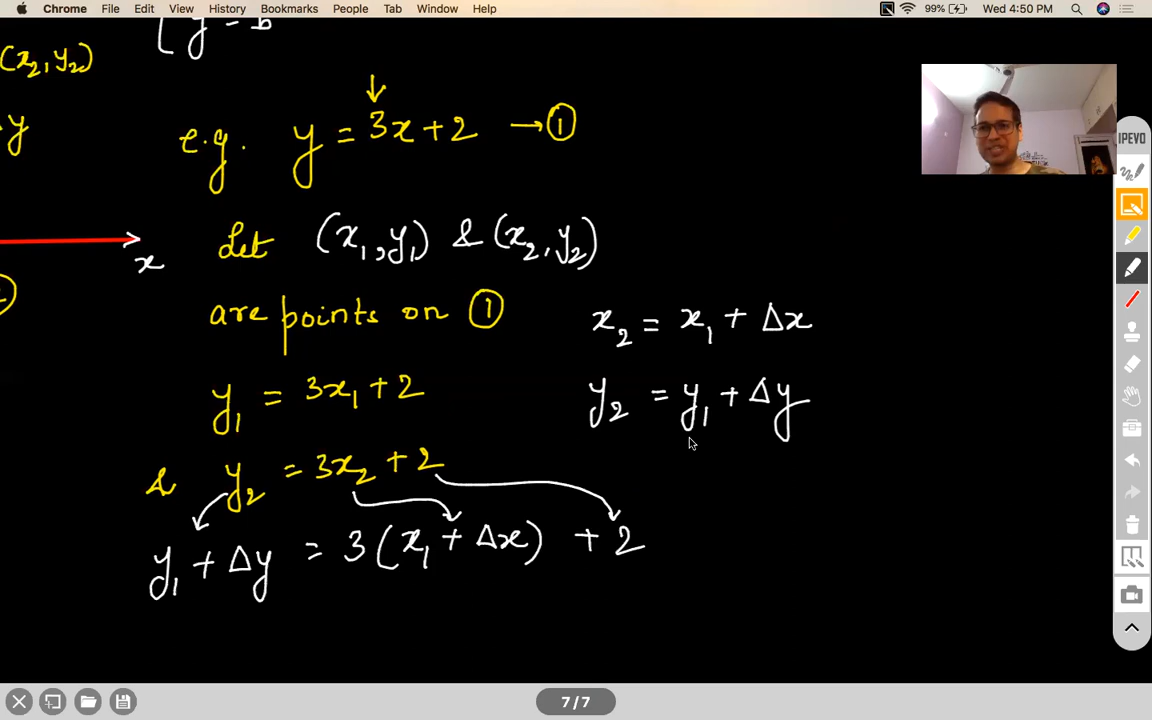 Chrome File Edit View History Bookmarks People Tab Window Help 99% Wed 4:50 PM
(x₂, y₂)
y
e.g. y = 3x + 2 → ①
Let (x₁, y₁) & (x₂, y₂)
x
are points on ①
x₂ = x₁ + Δx
y₁ = 3x₁ + 2
y₂ = y₁ + Δy
& y₂ = 3x₂ + 2
y₁ + Δy = 3(x₁ + Δx) + 2
IPEVO
7 / 7